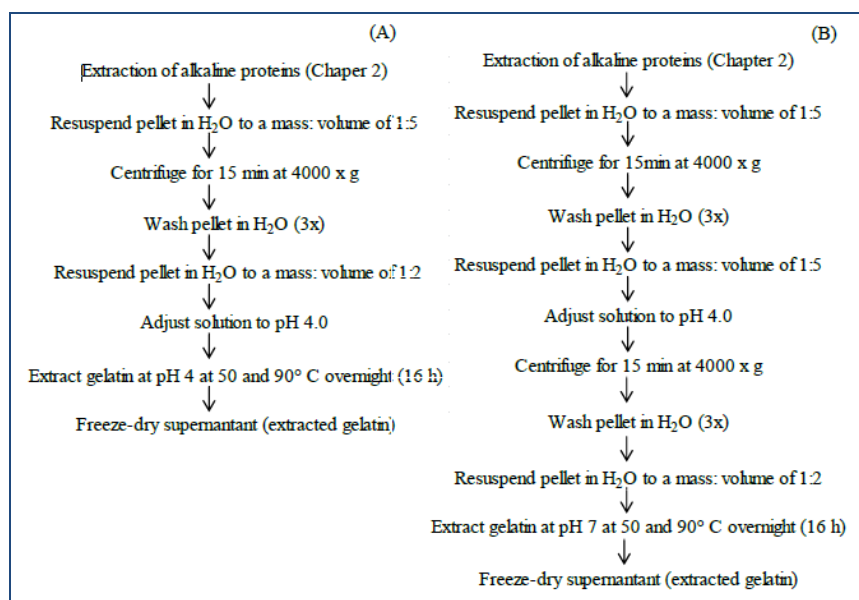 (A)
Extraction of alkaline proteins (Chaper 2)
Resuspend pellet in H₂O to a mass: volume of 1:5
Centrifuge for 15 min at 4000 x g
Wash pellet in H₂O (3x)
Resuspend pellet in H₂O to a mass: volume of 1:2
Adjust solution to pH 4.0
Extract gelatin at pH 4 at 50 and 90° C overnight (16 h)
Freeze-dry supernantant (extracted gelatin)
(B)
Extraction of alkaline proteins (Chapter 2)
Resuspend pellet in H₂O to a mass: volume of 1:5
Centrifuge for 15min at 4000 x g
Wash pellet in H₂O (3x)
Resuspend pellet in H₂O to a mass: volume of 1:5
Adjust solution to pH 4.0
Centrifuge for 15 min at 4000 x g
Wash pellet in H₂O (3x)
Resuspend pellet in H₂O to a mass: volume of 1:2
Extract gelatin at pH 7 at 50 and 90° C overnight (16 h)
Freeze-dry supernantant (extracted gelatin)